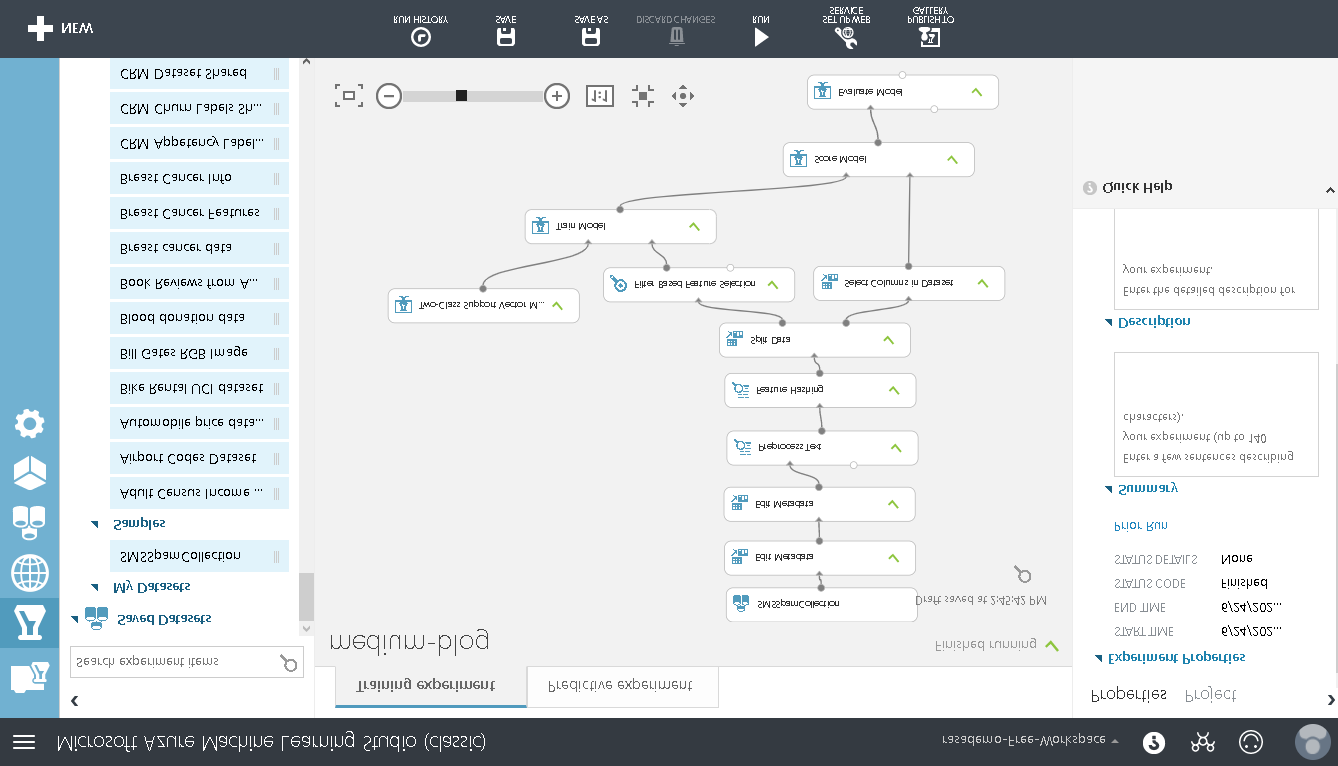 Microsoft Azure Machine Learning Studio (classic)
rasademo-Free-Workspace
Training experiment
Predictive experiment
Properties
Project
Search experiment items
Saved Datasets
My Datasets
SMSSpamCollection
Samples
Adult Census Income ...
Airport Codes Dataset
Automobile price data...
Bike Rental UCI dataset
Bill Gates RGB Image
Blood donation data
Book Reviews from A...
Breast cancer data
Breast Cancer Features
Breast Cancer Info
CRM Appetency Label...
CRM Churn Labels Sh...
CRM Dataset Shared
medium-blog
Finished running
Draft saved at 2:45:42 PM
SMSSpamCollection
Edit Metadata
Edit Metadata
Preprocess Text
Feature Hashing
Split Data
Two-Class Support Vector M...
Filter Based Feature Selection
Select Columns in Dataset
Train Model
Score Model
Evaluate Model
1:1
Experiment Properties
START TIME 6/24/202...
END TIME 6/24/202...
STATUS CODE Finished
STATUS DETAILS None
Prior Run
Summary
Enter a few sentences describing
your experiment (up to 140
characters).
Description
Enter the detailed description for
your experiment.
Quick Help
NEW
RUN HISTORY
SAVE
SAVE AS
DISCARD CHANGES
RUN
SET UP WEB
SERVICE
PUBLISH TO
GALLERY